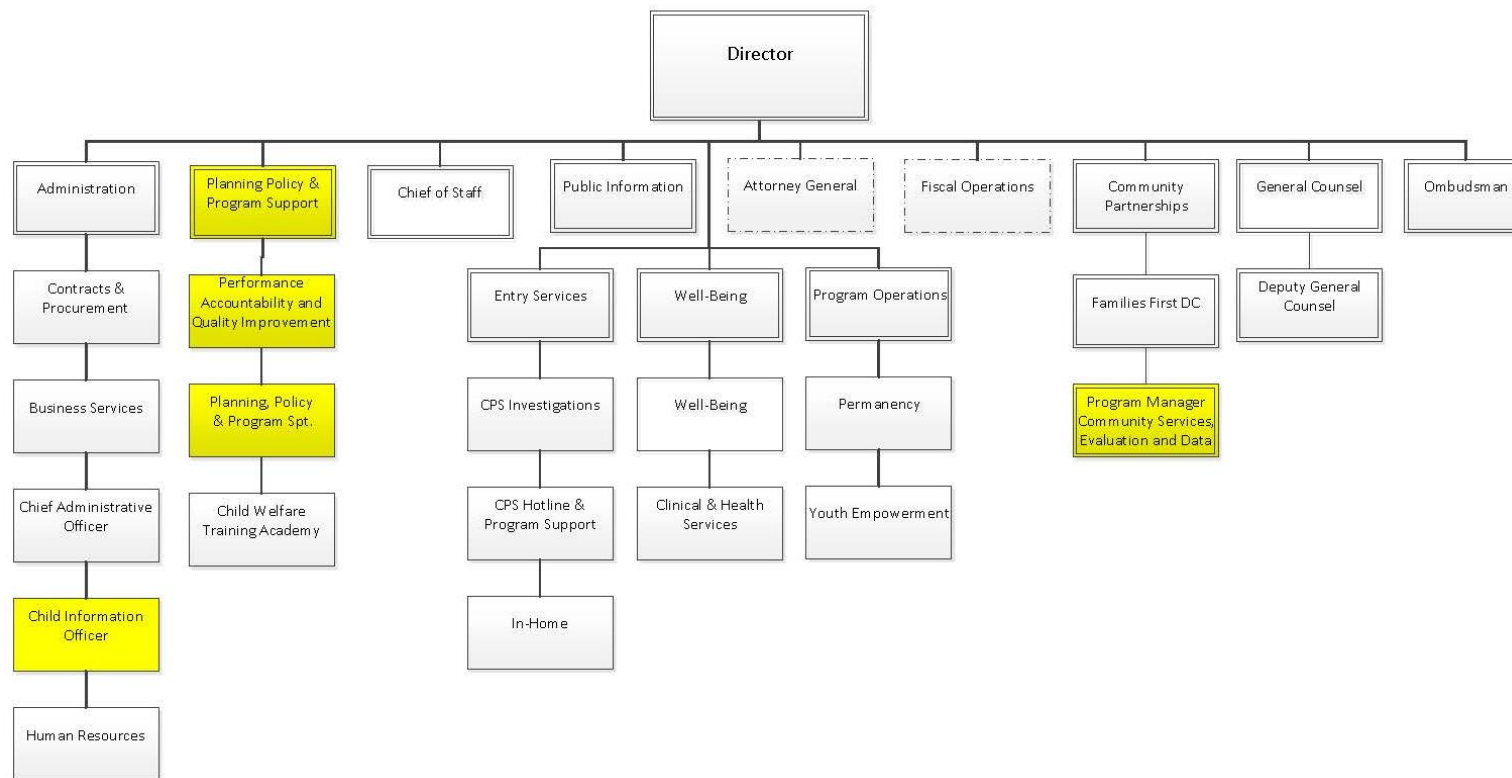 Director
Administration
Planning Policy &
Program Support
Chief of Staff
Public Information
Attorney General
Fiscal Operations
Community
Partnerships
General Counsel
Ombudsman
Contracts &
Procurement
Performance
Accountability and
Quality Improvement
Entry Services
Well-Being
Program Operations
Families First DC
Deputy General
Counsel
Business Services
Planning, Policy
& Program Spt.
CPS Investigations
Well-Being
Permanency
Program Manager
Community Services,
Evaluation and Data
Chief Administrative
Officer
Child Welfare
Training Academy
CPS Hotline &
Program Support
Clinical & Health
Services
Youth Empowerment
Child Information
Officer
In-Home
Human Resources